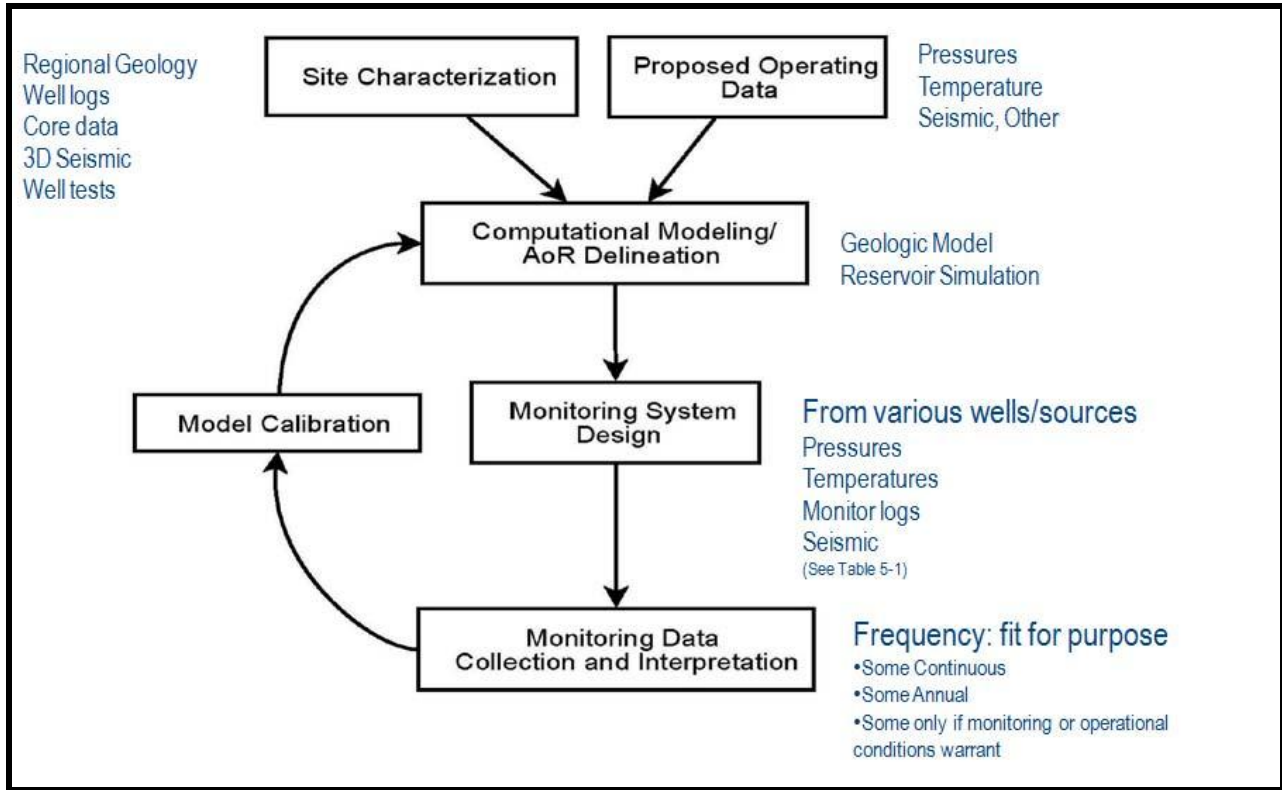 Regional Geology
Well logs
Core data
3D Seismic
Well tests
Site Characterization
Proposed Operating
Data
Pressures
Temperature
Seismic, Other
Computational Modeling/
AoR Delineation
Geologic Model
Reservoir Simulation
Model Calibration
Monitoring System
Design
From various wells/sources
Pressures
Temperatures
Monitor logs
Seismic
(See Table 5-1)
Monitoring Data
Collection and Interpretation
Frequency: fit for purpose
•Some Continuous
•Some Annual
•Some only if monitoring or operational
conditions warrant